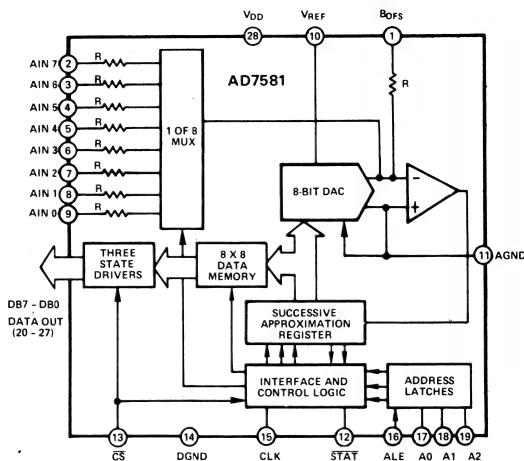 VDD VREF BOFS
28 10 1
AIN 7 2 R
AD7581
AIN 6 3 R
R
AIN 5 4 R
AIN 4 5 R
1 OF 8
MUX
AIN 3 6 R
AIN 2 7 R
AIN 1 8 R
AIN 0 9 R
8-BIT DAC
−
+
11 AGND
THREE
STATE
DRIVERS
8 X 8
DATA
MEMORY
DB7 – DB0
DATA OUT
(20 – 27)
SUCCESSIVE
APPROXIMATION
REGISTER
INTERFACE AND
CONTROL LOGIC
ADDRESS
LATCHES
13 14 15 12 16 17 18 19
CS DGND CLK STAT ALE A0 A1 A2